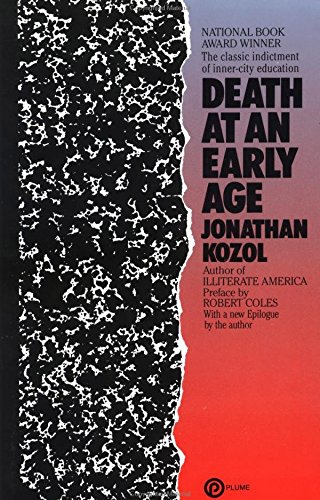 NATIONAL BOOK
AWARD WINNER
The classic indictment
of inner-city education
DEATH
AT AN
EARLY
AGE
JONATHAN
KOZOL
Author of
ILLITERATE AMERICA
Preface by
ROBERT COLES
With a new Epilogue
by the author
P PLUME